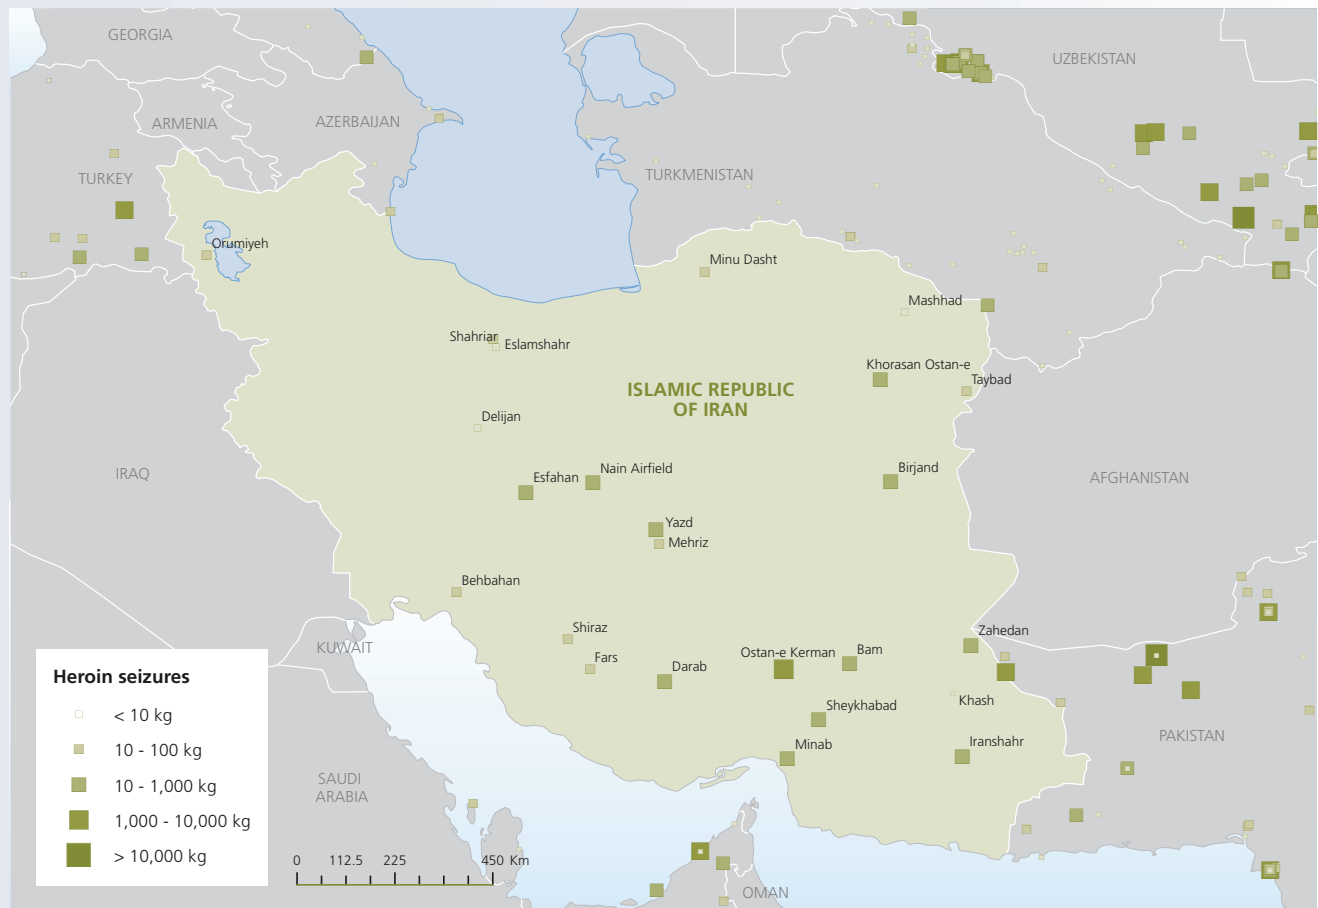 GEORGIA
UZBEKISTAN
ARMENIA
AZERBAIJAN
TURKEY
TURKMENISTAN
Orumiyeh
Minu Dasht
Mashhad
Shahriar
Eslamshahr
Khorasan Ostan-e
Taybad
ISLAMIC REPUBLIC
OF IRAN
Delijan
IRAQ
Esfahan
Nain Airfield
Birjand
AFGHANISTAN
Yazd
Mehriz
Behbahan
Shiraz
Zahedan
KUWAIT
Fars
Darab
Ostan-e Kerman
Bam
Khash
Sheykhabad
Minab
Iranshahr
PAKISTAN
SAUDI
ARABIA
OMAN
Heroin seizures
< 10 kg
10 - 100 kg
10 - 1,000 kg
1,000 - 10,000 kg
> 10,000 kg
0 112.5 225 450 Km